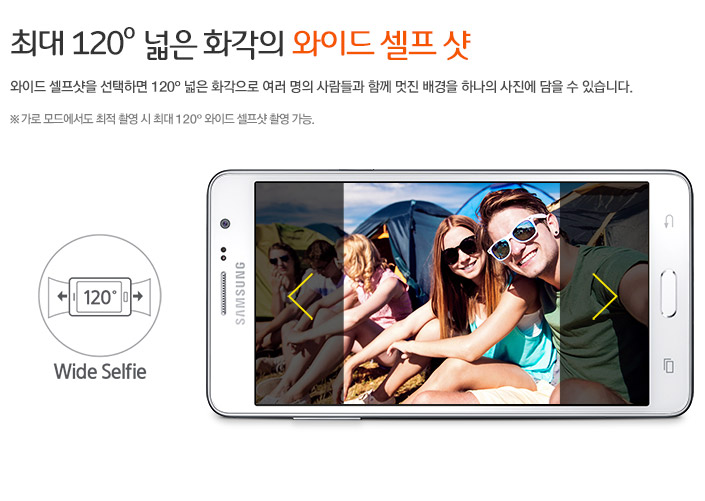 최대 120º 넓은 화각의 와이드 셀프 샷
와이드 셀프샷을 선택하면 120º 넓은 화각으로 여러 명의 사람들과 함께 멋진 배경을 하나의 사진에 담을 수 있습니다.
※ 가로 모드에서도 최적 촬영 시 최대 120º 와이드 셀프샷 촬영 가능.
SAMSUNG
120°
Wide Selfie